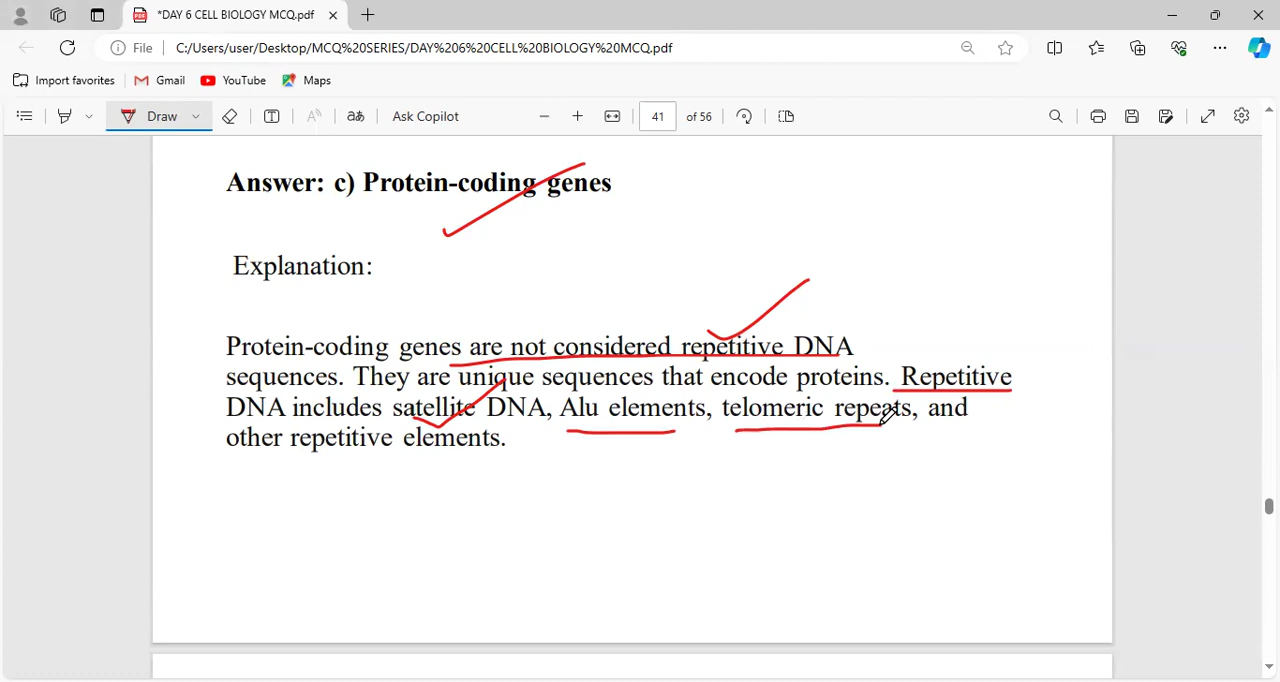 *DAY 6 CELL BIOLOGY MCQ.pdf
File C:/Users/user/Desktop/MCQ%20SERIES/DAY%206%20CELL%20BIOLOGY%20MCQ.pdf
Import favorites Gmail YouTube Maps
Draw aあ Ask Copilot 41 of 56
Answer: c) Protein-coding genes
Explanation:
Protein-coding genes are not considered repetitive DNA
sequences. They are unique sequences that encode proteins. Repetitive
DNA includes satellite DNA, Alu elements, telomeric repeats, and
other repetitive elements.